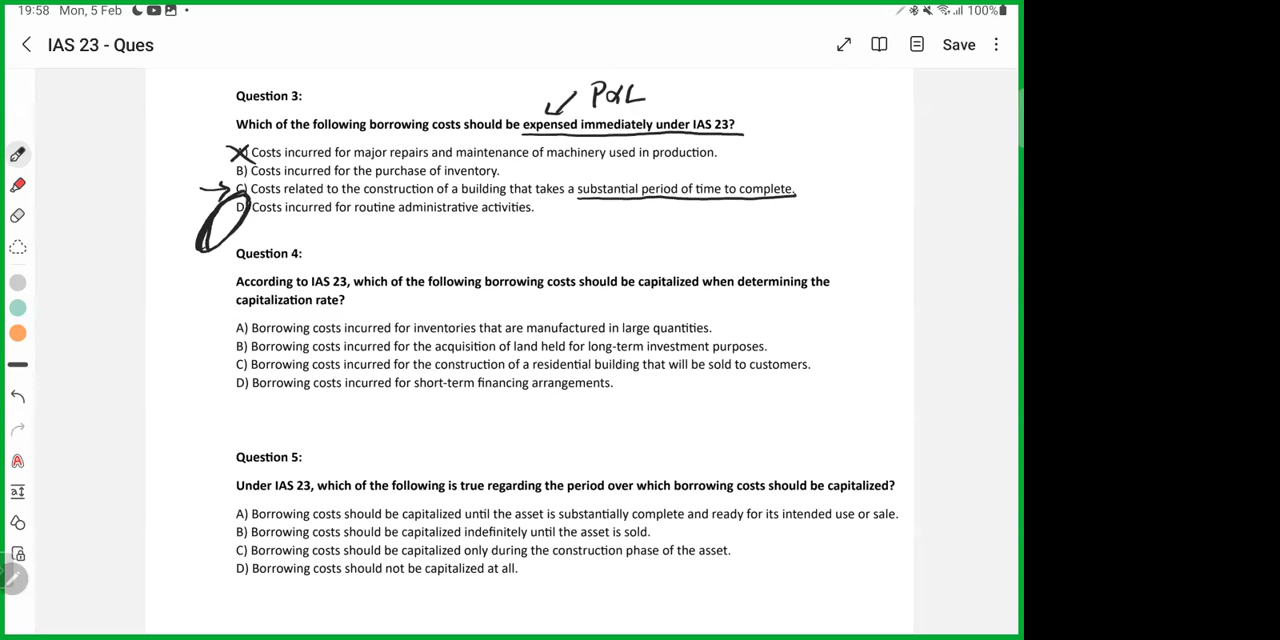 19:58 Mon, 5 Feb
100%
IAS 23 - Ques
Save
Question 3:
P&L
Which of the following borrowing costs should be expensed immediately under IAS 23?
A) Costs incurred for major repairs and maintenance of machinery used in production.
B) Costs incurred for the purchase of inventory.
C) Costs related to the construction of a building that takes a substantial period of time to complete.
D) Costs incurred for routine administrative activities.
Question 4:
According to IAS 23, which of the following borrowing costs should be capitalized when determining the
capitalization rate?
A) Borrowing costs incurred for inventories that are manufactured in large quantities.
B) Borrowing costs incurred for the acquisition of land held for long-term investment purposes.
C) Borrowing costs incurred for the construction of a residential building that will be sold to customers.
D) Borrowing costs incurred for short-term financing arrangements.
Question 5:
Under IAS 23, which of the following is true regarding the period over which borrowing costs should be capitalized?
A) Borrowing costs should be capitalized until the asset is substantially complete and ready for its intended use or sale.
B) Borrowing costs should be capitalized indefinitely until the asset is sold.
C) Borrowing costs should be capitalized only during the construction phase of the asset.
D) Borrowing costs should not be capitalized at all.